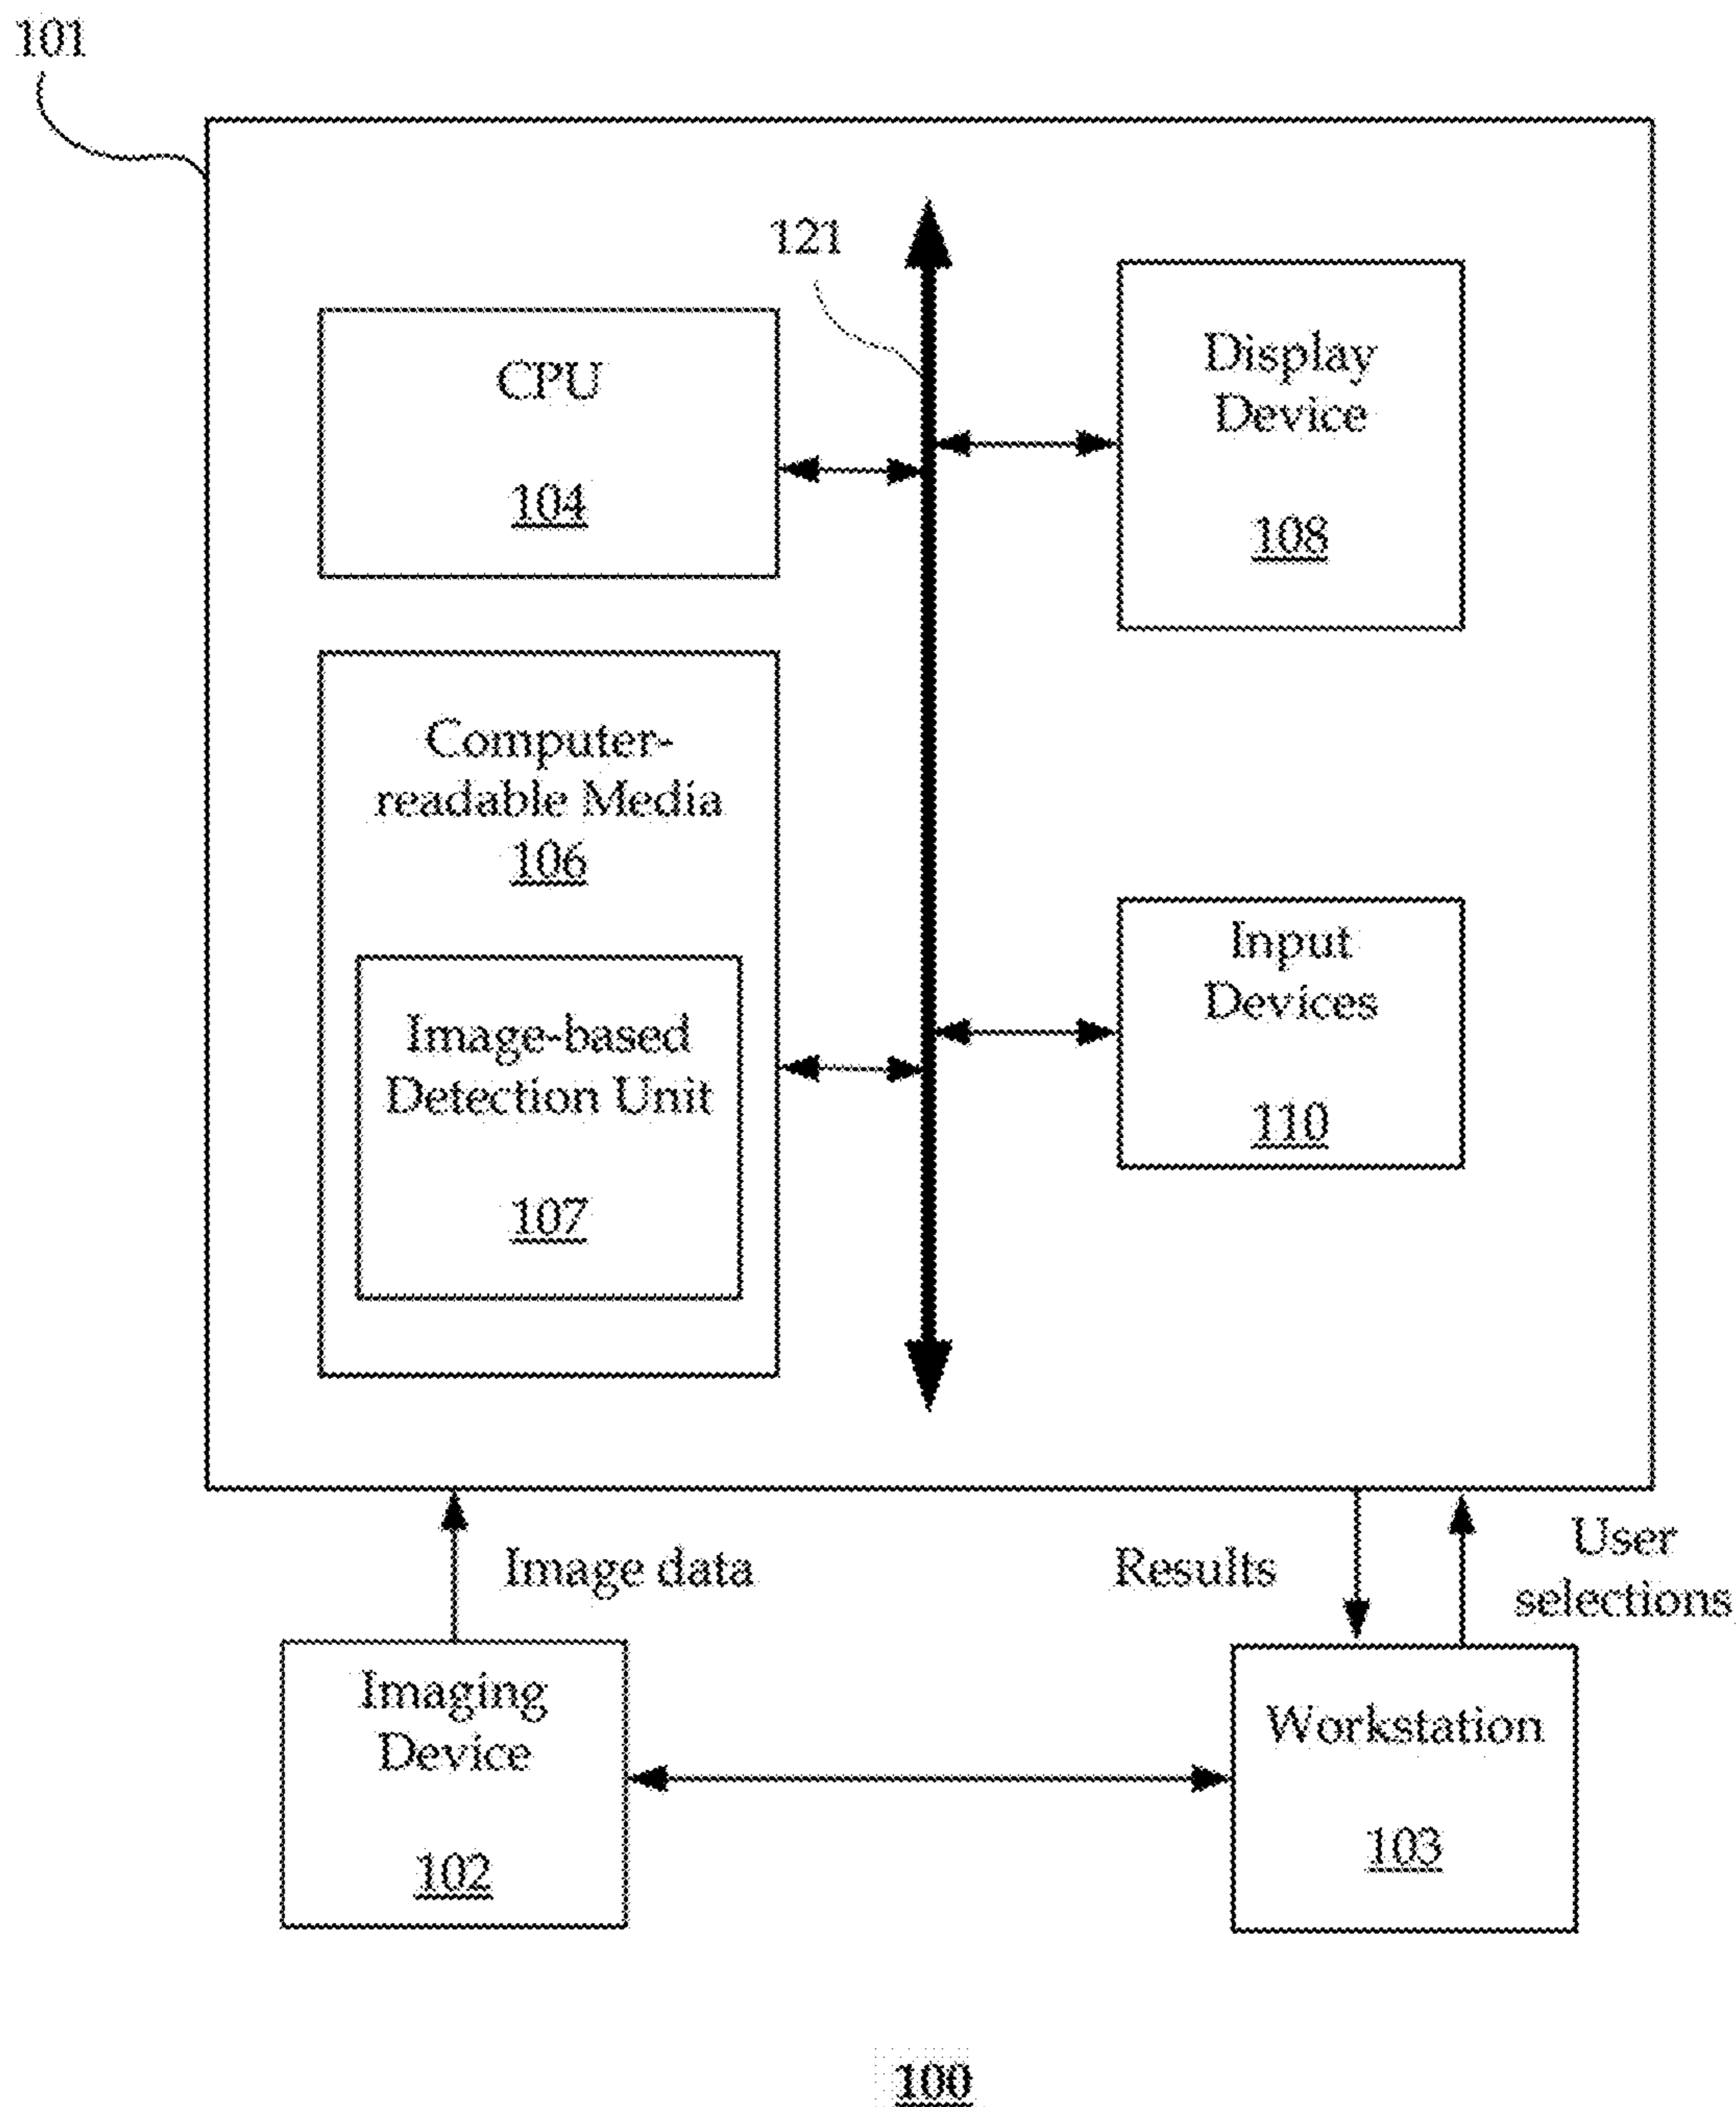 101
121
CPU
104
Display
Device
108
Computer-
readable Media
106
Image-based
Detection Unit
107
Input
Devices
110
Image data
Results
User
selections
Imaging
Device
102
Workstation
103
100